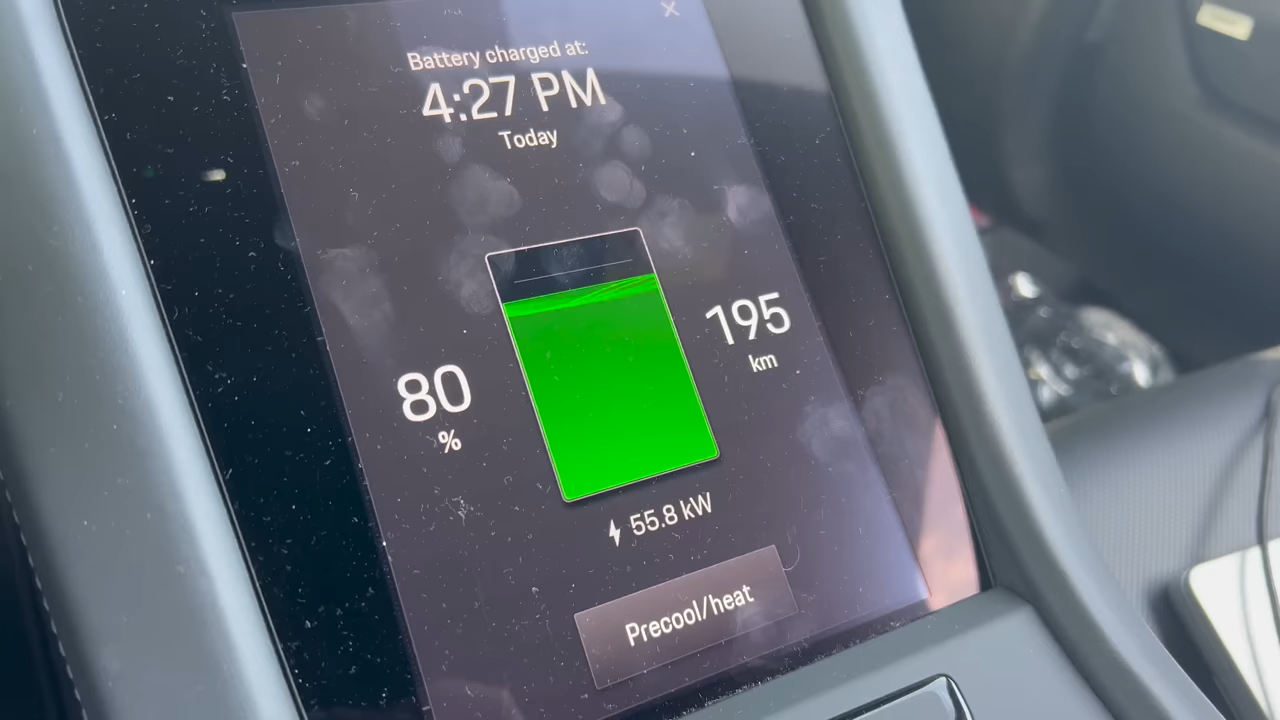 Battery charged at:
4:27 PM
Today
195
km
80
%
55.8 kW
Precool/heat